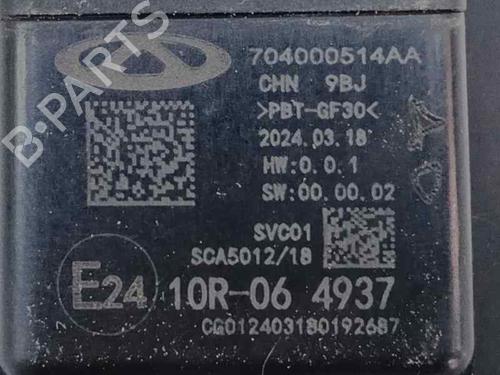 704000514AA
CHN 9BJ
>PBT-GF30<
2024.03.18
HW:0.0.1
SW:00.00.02
SVC01
SCA5012/18
E24 10R-06 4937
CG012403180192687
B-PARTS